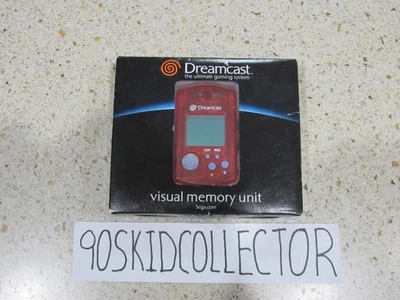 Dreamcast
the ultimate gaming system
Dreamcast
SLEEP MODE
visual memory unit
Sega.com
90SKIDCOLLECTOR